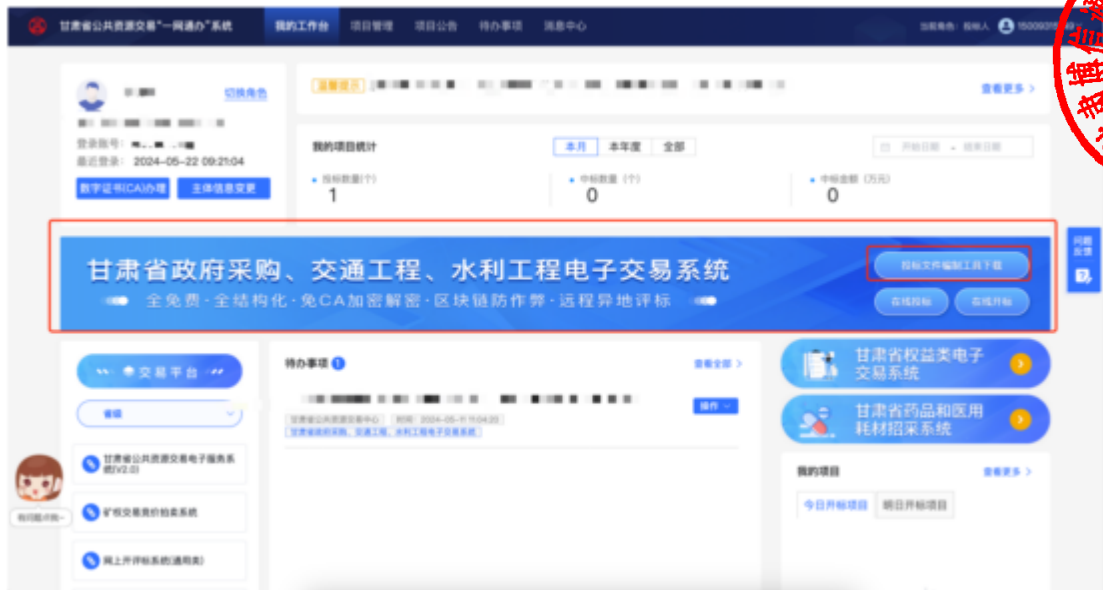 甘肃省公共资源交易“一网通办”系统
我的工作台 项目管理 项目公告 待办事项 消息中心
当前角色：投标人
切换角色
登录账号：
最近登录： 2024-05-22 09:21:04
数字证书(CA)办理 主体信息变更
温馨提示
查看更多 >
我的项目统计
本月 本年度 全部
开始日期 - 结束日期
投标数量(个)
1
中标数量 (个)
0
中标金额 (万元)
0
问题反馈
甘肃省政府采购、交通工程、水利工程电子交易系统
全免费·全结构化·免CA加密解密·区块链防作弊·远程异地评标
投标文件编制工具下载
在线投标 在线开标
交易平台
省级
甘肃省公共资源交易电子服务系
统(V2.0)
矿权交易竞价拍卖系统
网上开评标系统(通用类)
待办事项 1
查看全部 >
操作
甘肃省公共资源交易中心 时间：2024-05-11 11:04:20
甘肃省政府采购、交通工程、水利工程电子交易系统
甘肃省权益类电子
交易系统
甘肃省药品和医用
耗材招采系统
我的项目
查看更多 >
今日开标项目 明日开标项目
有问题点我~